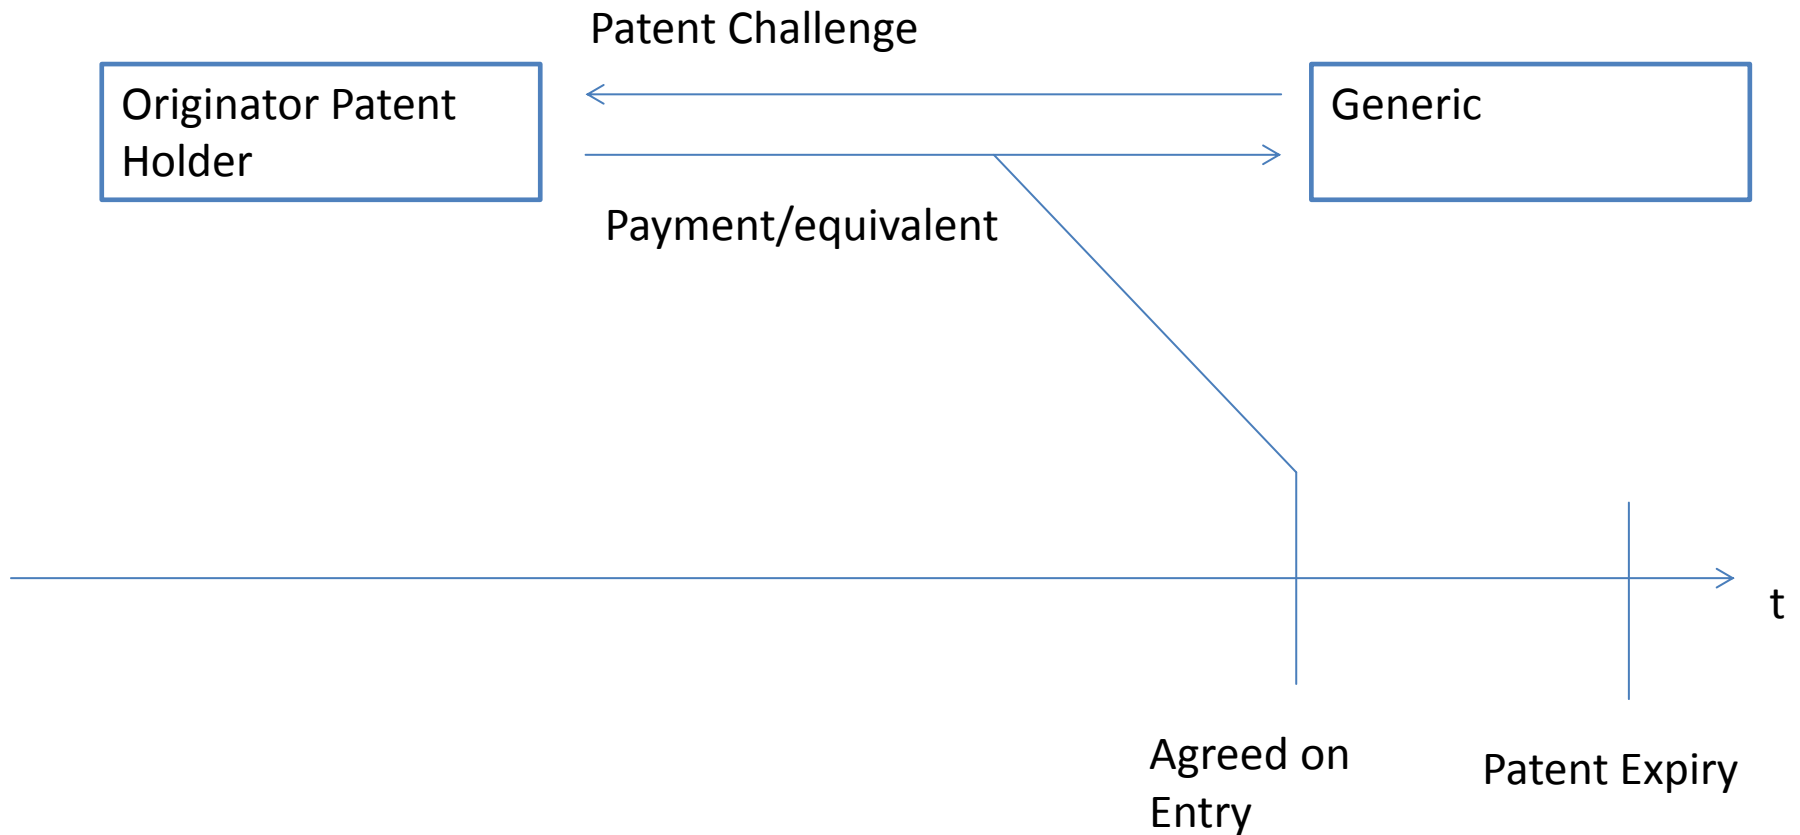 Patent Challenge
Originator Patent
Holder
Generic
Payment/equivalent
t
Agreed on
Entry
Patent Expiry